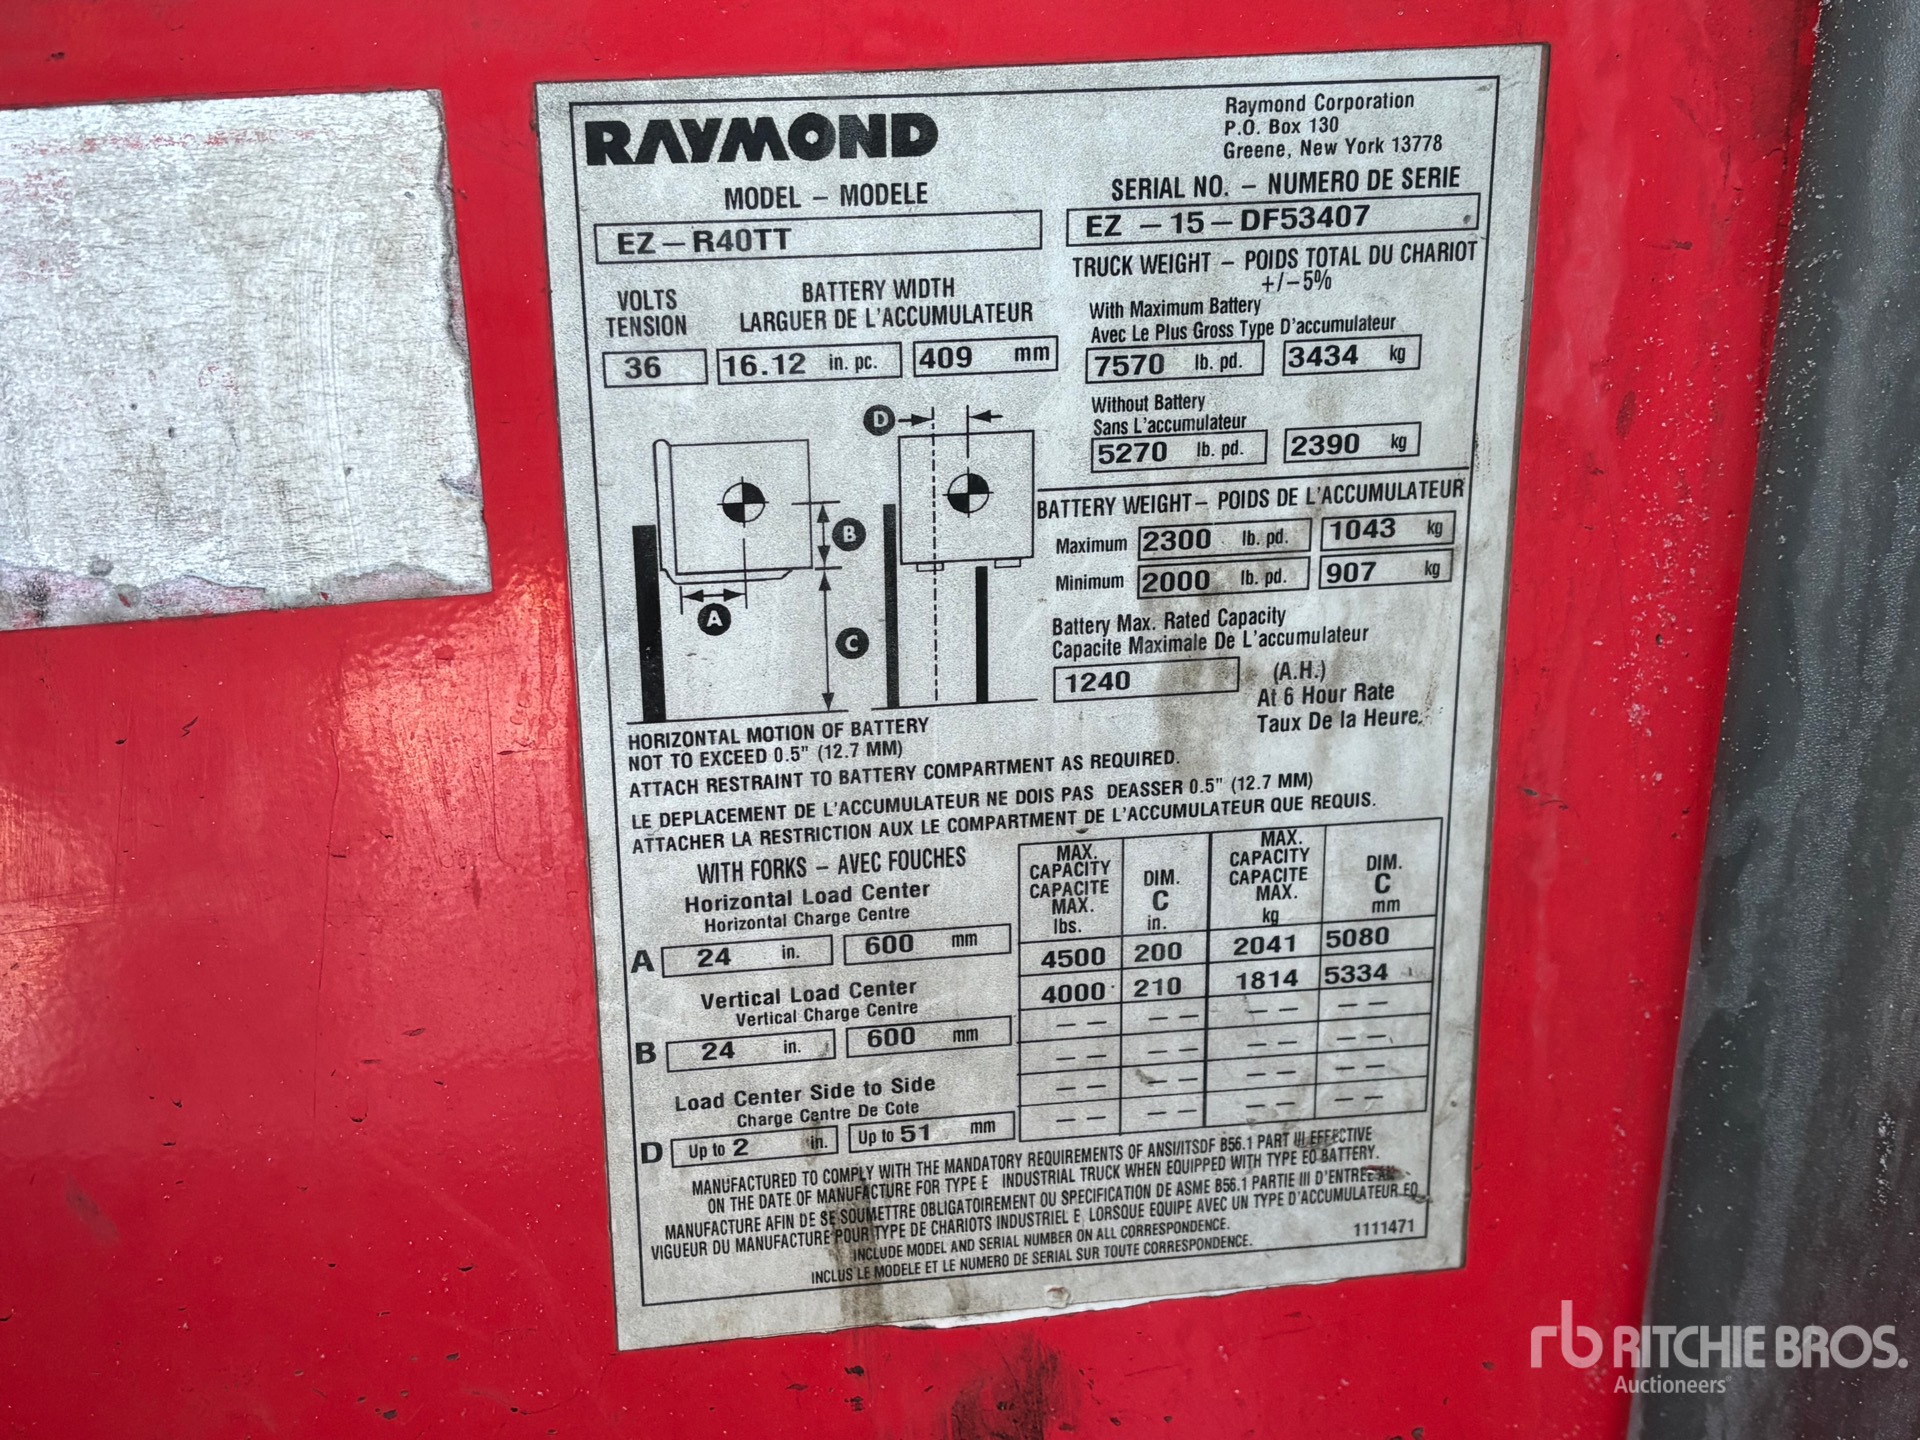 RAYMOND
Raymond Corporation
P.O. Box 130
Greene, New York 13778
MODEL – MODELE
EZ – R40TT
SERIAL NO. – NUMERO DE SERIE
EZ – 15 – DF53407
VOLTS
TENSION
36
BATTERY WIDTH
LARGUER DE L'ACCUMULATEUR
16.12 in. pc. 409 mm
TRUCK WEIGHT – POIDS TOTAL DU CHARIOT
+/–5%
With Maximum Battery
Avec Le Plus Gross Type D'accumulateur
7570 lb. pd. 3434 kg
Without Battery
Sans L'accumulateur
5270 lb. pd. 2390 kg
D
B
A
C
BATTERY WEIGHT – POIDS DE L'ACCUMULATEUR
Maximum 2300 lb. pd. 1043 kg
Minimum 2000 lb. pd. 907 kg
Battery Max. Rated Capacity
Capacite Maximale De L'accumulateur
1240 (A.H.)
At 6 Hour Rate
Taux De la Heure.
HORIZONTAL MOTION OF BATTERY
NOT TO EXCEED 0.5" (12.7 MM)
ATTACH RESTRAINT TO BATTERY COMPARTMENT AS REQUIRED.
LE DEPLACEMENT DE L'ACCUMULATEUR NE DOIS PAS DEASSER 0.5" (12.7 MM)
ATTACHER LA RESTRICTION AUX LE COMPARTMENT DE L'ACCUMULATEUR QUE REQUIS.
WITH FORKS – AVEC FOUCHES
Horizontal Load Center
Horizontal Charge Centre
A 24 in. 600 mm
Vertical Load Center
Vertical Charge Centre
B 24 in. 600 mm
Load Center Side to Side
Charge Centre De Cote
D Up to 2 in. Up to 51 mm
MAX.
CAPACITY
CAPACITE
MAX.
lbs.
DIM.
C
in.
MAX.
CAPACITY
CAPACITE
MAX.
kg
DIM.
C
mm
4500 200 2041 5080
4000 210 1814 5334
– – – – – – – –
– – – – – – – –
– – – – – – – –
– – – – – – – –
MANUFACTURED TO COMPLY WITH THE MANDATORY REQUIREMENTS OF ANSI/ITSDF B56.1 PART III EFFECTIVE
ON THE DATE OF MANUFACTURE FOR TYPE E INDUSTRIAL TRUCK WHEN EQUIPPED WITH TYPE EO BATTERY.
MANUFACTURE AFIN DE SE SOUMETTRE OBLIGATOIREMENT OU SPECIFICATION DE ASME B56.1 PARTIE III D'ENTREE AN
VIGUEUR DU MANUFACTURE POUR TYPE DE CHARIOTS INDUSTRIEL E, LORSQUE EQUIPE AVEC UN TYPE D'ACCUMULATEUR EO
INCLUDE MODEL AND SERIAL NUMBER ON ALL CORRESPONDENCE.
INCLUS LE MODELE ET LE NUMERO DE SERIAL SUR TOUTE CORRESPONDENCE.
1111471
rb RITCHIE BROS.
Auctioneers